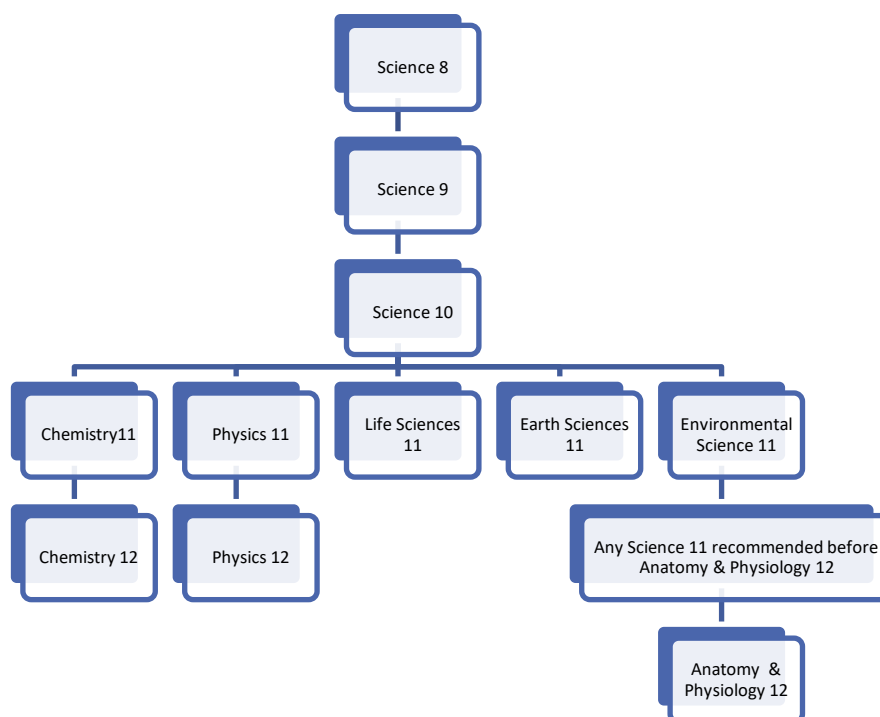 Science 8
Science 9
Science 10
Chemistry11
Physics 11
Life Sciences
11
Earth Sciences
11
Environmental
Science 11
Chemistry 12
Physics 12
Any Science 11 recommended before
Anatomy & Physiology 12
Anatomy &
Physiology 12